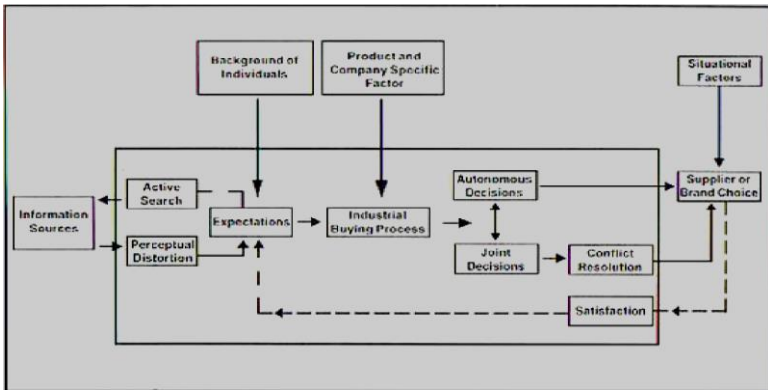 Background of
Individuals
Product and
Company Specific
Factor
Situational
Factors
Active
Search
Autonomous
Decisions
Supplier or
Brand Choice
Information
Sources
Expectations
Industrial
Buying Process
Perceptual
Distortion
Joint
Decisions
Conflict
Resolution
Satisfaction